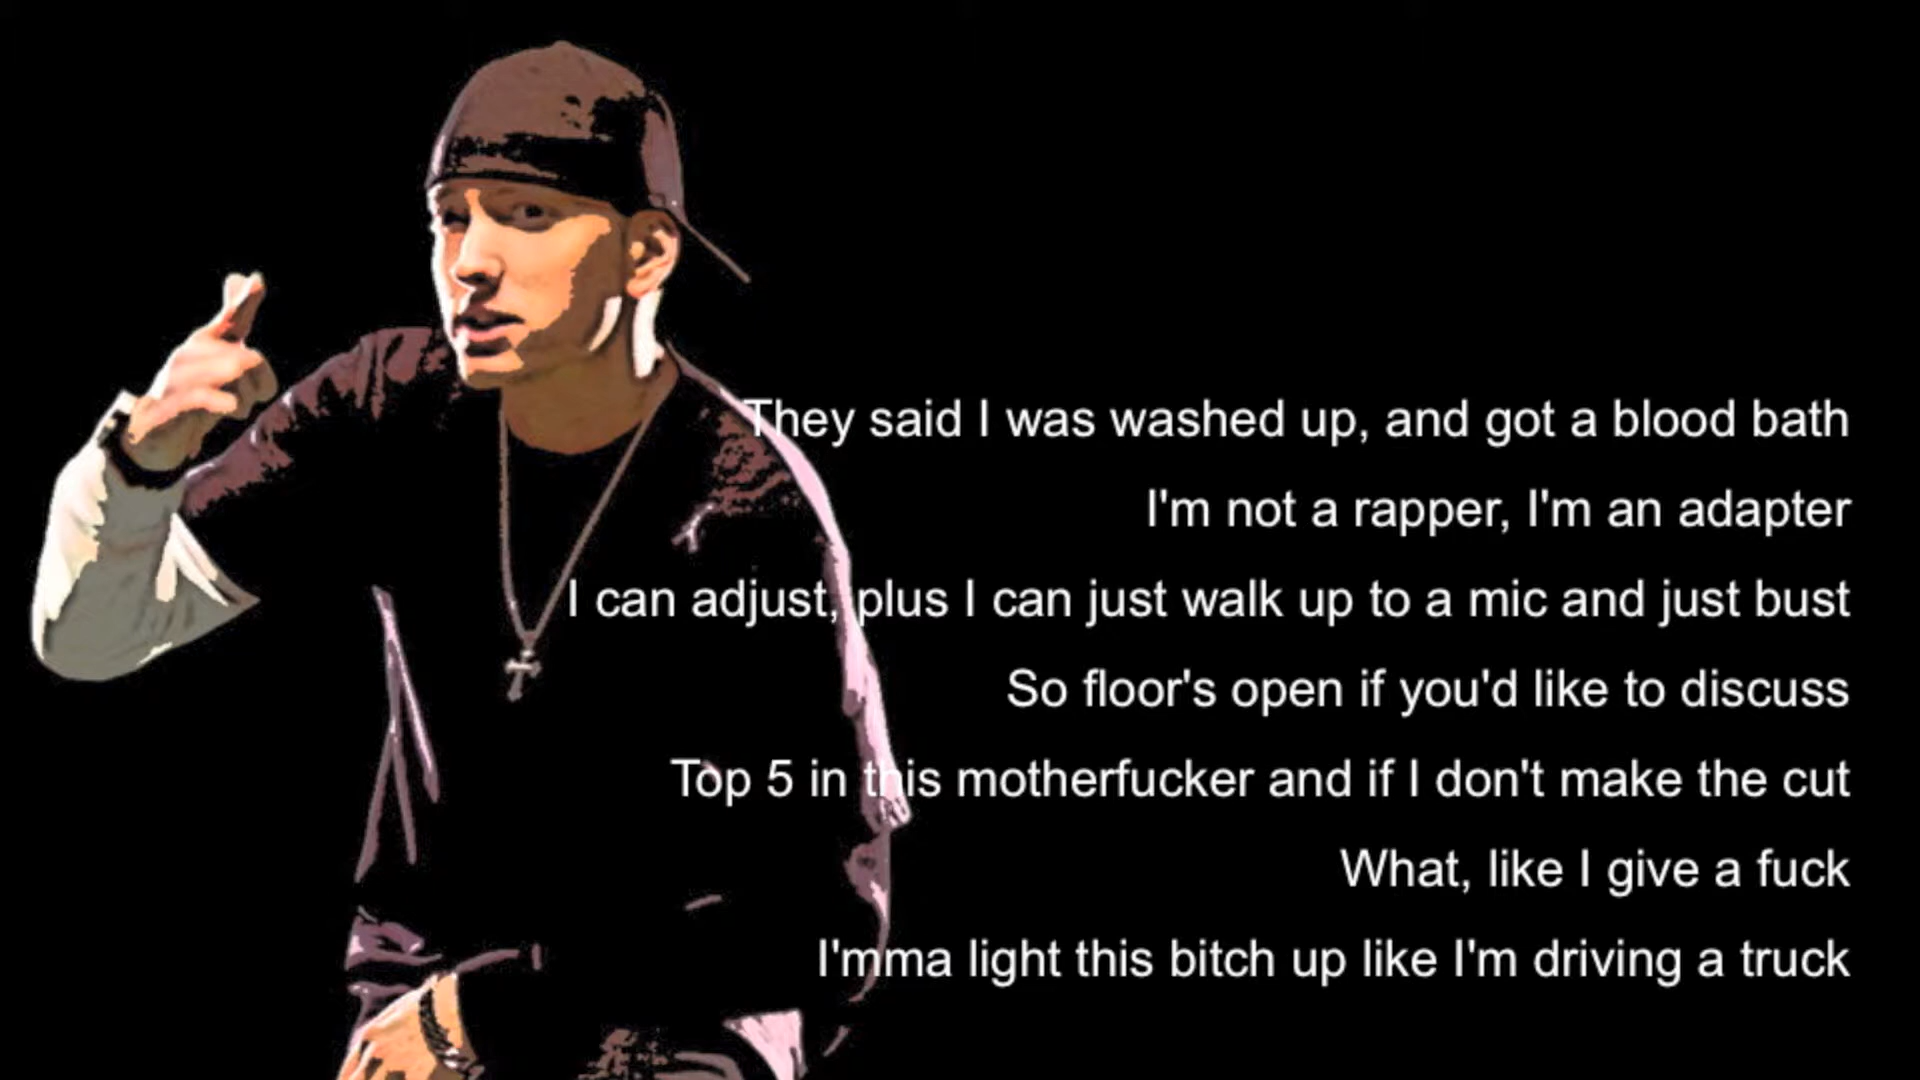 They said I was washed up, and got a blood bath
I'm not a rapper, I'm an adapter
I can adjust, plus I can just walk up to a mic and just bust
So floor's open if you'd like to discuss
Top 5 in this motherfucker and if I don't make the cut
What, like I give a fuck
I'mma light this bitch up like I'm driving a truck